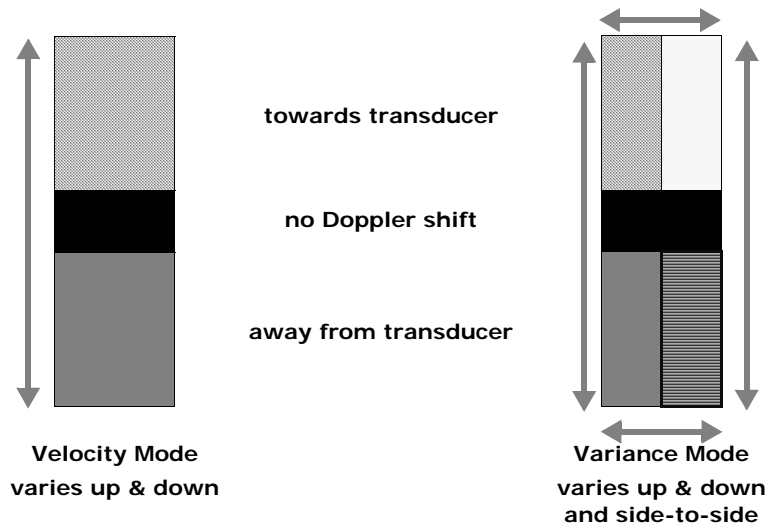 towards transducer
no Doppler shift
away from transducer
Velocity Mode
varies up & down
Variance Mode
varies up & down
and side-to-side